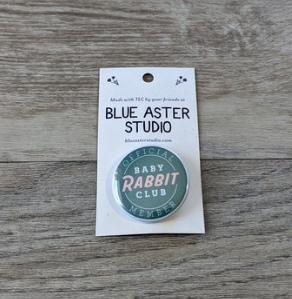 Made with TLC by your friends at
BLUE ASTER
STUDIO
blueasterstudio.com
OFFICIAL
BABY
RABBIT
CLUB
MEMBER